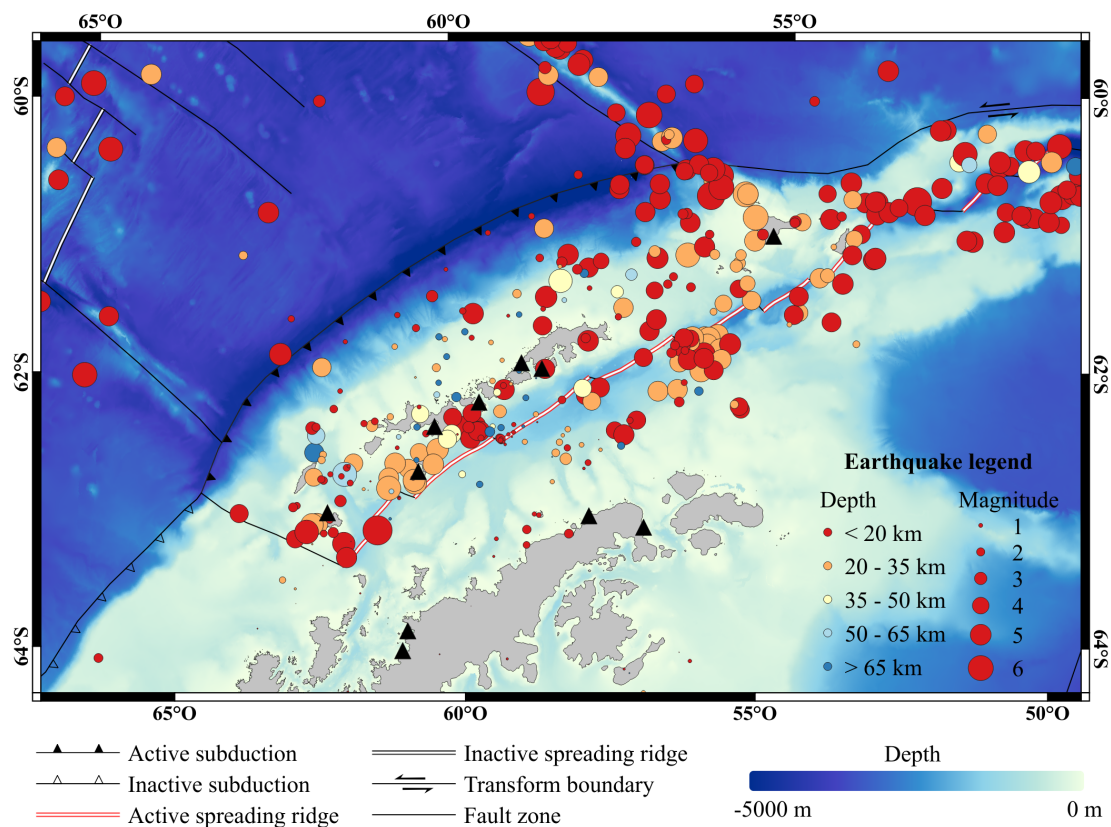 65°O 60°O 55°O
60°S 60°S
62°S 62°S
64°S 64°S
Earthquake legend
Depth Magnitude
< 20 km 1
20 - 35 km 2
35 - 50 km 3
50 - 65 km 4
> 65 km 5
6
65°O 60°O 55°O 50°O
Active subduction Inactive spreading ridge Depth
Inactive subduction Transform boundary
Active spreading ridge Fault zone -5000 m 0 m